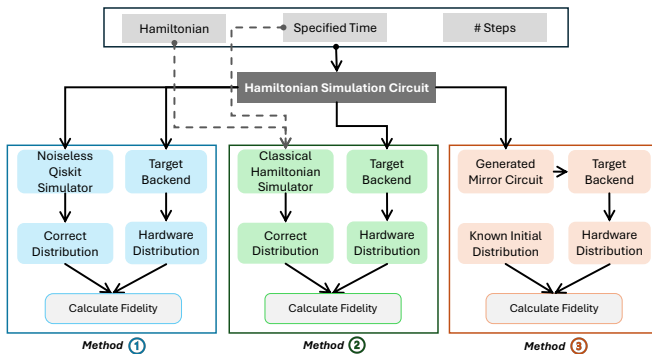 Hamiltonian
Specified Time
# Steps
Hamiltonian Simulation Circuit
Noiseless
Qiskit
Simulator
Target
Backend
Correct
Distribution
Hardware
Distribution
Calculate Fidelity
Method 1
Classical
Hamiltonian
Simulator
Target
Backend
Correct
Distribution
Hardware
Distribution
Calculate Fidelity
Method 2
Generated
Mirror Circuit
Target
Backend
Known Initial
Distribution
Hardware
Distribution
Calculate Fidelity
Method 3